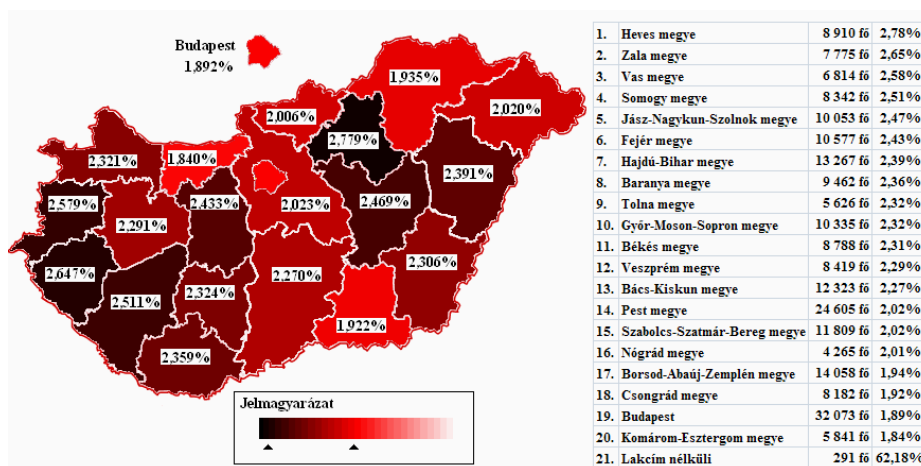 Budapest
1,892%
1,935%
2,020%
2,006%
2,779%
2,321%
1,840%
2,391%
2,579%
2,433%
2,023%
2,469%
2,291%
2,647%
2,270%
2,306%
2,511%
2,324%
1,922%
2,359%
Jelmagyarázat
1. Heves megye 8 910 fő 2,78%
2. Zala megye 7 775 fő 2,65%
3. Vas megye 6 814 fő 2,58%
4. Somogy megye 8 342 fő 2,51%
5. Jász-Nagykun-Szolnok megye 10 053 fő 2,47%
6. Fejér megye 10 577 fő 2,43%
7. Hajdú-Bihar megye 13 267 fő 2,39%
8. Baranya megye 9 462 fő 2,36%
9. Tolna megye 5 626 fő 2,32%
10. Győr-Moson-Sopron megye 10 335 fő 2,32%
11. Békés megye 8 788 fő 2,31%
12. Veszprém megye 8 419 fő 2,29%
13. Bács-Kiskun megye 12 323 fő 2,27%
14. Pest megye 24 605 fő 2,02%
15. Szabolcs-Szatmár-Bereg megye 11 809 fő 2,02%
16. Nógrád megye 4 265 fő 2,01%
17. Borsod-Abaúj-Zemplén megye 14 058 fő 1,94%
18. Csongrád megye 8 182 fő 1,92%
19. Budapest 32 073 fő 1,89%
20. Komárom-Esztergom megye 5 841 fő 1,84%
21. Lakcím nélküli 291 fő 62,18%